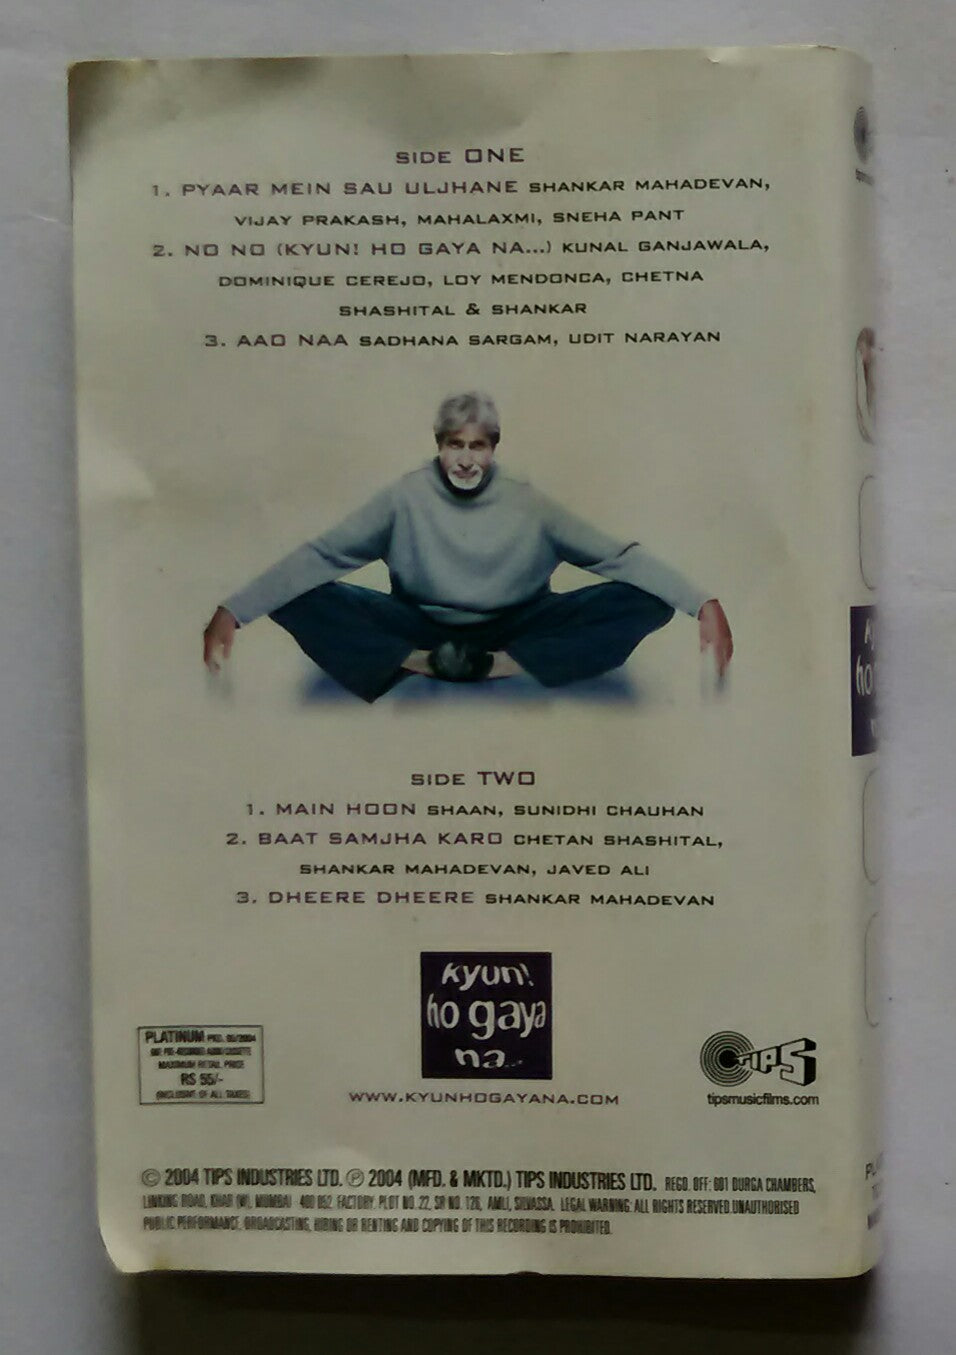 SIDE ONE
1. PYAAR MEIN SAU ULJHANE SHANKAR MAHADEVAN,
VIJAY PRAKASH, MAHALAXMI, SNEHA PANT
2. NO NO (KYUN! HO GAYA NA...) KUNAL GANJAWALA,
DOMINIQUE CEREJO, LOY MENDONCA, CHETNA
SHASHITAL & SHANKAR
3. AAO NAA SADHANA SARGAM, UDIT NARAYAN
SIDE TWO
1. MAIN HOON SHAAN, SUNIDHI CHAUHAN
2. BAAT SAMJHA KARO CHETAN SHASHITAL,
SHANKAR MAHADEVAN, JAVED ALI
3. DHEERE DHEERE SHANKAR MAHADEVAN
kyun!
ho gaya
na...
WWW.KYUNHOGAYANA.COM
PLATINUM PKD.
ONE PRE-RECORDED AUDIO CASSETTE
MAXIMUM RETAIL PRICE
RS 55/-
(INCLUSIVE OF ALL TAXES)
TIPS
tipsmusicfilms.com
© 2004 TIPS INDUSTRIES LTD. ℗ 2004 (MFD. & MKTD.) TIPS INDUSTRIES LTD. REGD. OFF: 601 DURGA CHAMBERS,
LINKING ROAD, KHAR (W), MUMBAI 400 052. FACTORY: PLOT NO. 22, SR NO. 126, AMLI, SILVASSA. LEGAL WARNING: ALL RIGHTS RESERVED.UNAUTHORISED
PUBLIC PERFORMANCE, BROADCASTING, HIRING OR RENTING AND COPYING OF THIS RECORDING IS PROHIBITED.